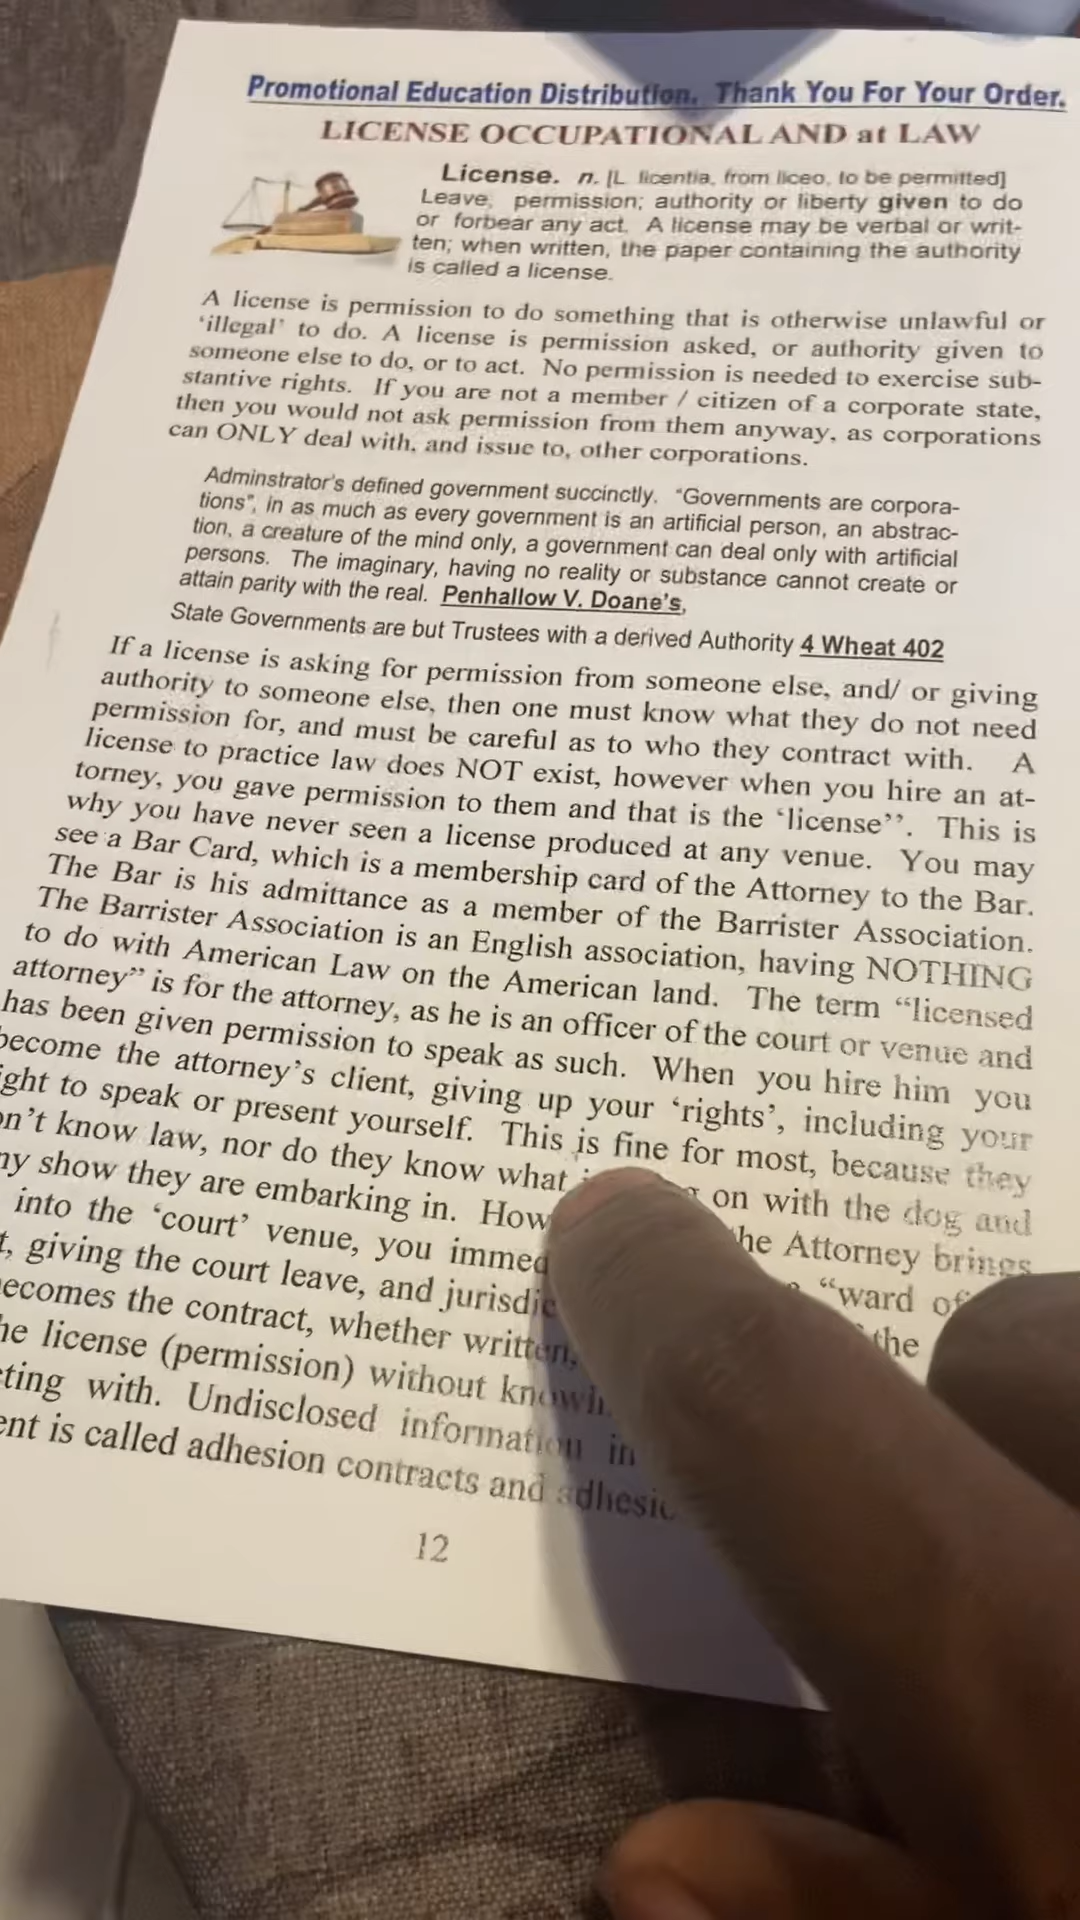 Promotional Education Distribution. Thank You For Your Order.
LICENSE OCCUPATIONAL AND at LAW
License. n. [L licentia, from liceo, to be permitted]
Leave, permission; authority or liberty given to do
or forbear any act. A license may be verbal or writ-
ten; when written, the paper containing the authority
is called a license.
A license is permission to do something that is otherwise unlawful or
'illegal' to do. A license is permission asked, or authority given to
someone else to do, or to act. No permission is needed to exercise sub-
stantive rights. If you are not a member / citizen of a corporate state,
then you would not ask permission from them anyway, as corporations
can ONLY deal with, and issue to, other corporations.
Adminstrator's defined government succinctly. "Governments are corpora-
tions", in as much as every government is an artificial person, an abstrac-
tion, a creature of the mind only, a government can deal only with artificial
persons. The imaginary, having no reality or substance cannot create or
attain parity with the real. Penhallow V. Doane's,
State Governments are but Trustees with a derived Authority 4 Wheat 402
If a license is asking for permission from someone else, and/ or giving
authority to someone else, then one must know what they do not need
permission for, and must be careful as to who they contract with. A
license to practice law does NOT exist, however when you hire an at-
torney, you gave permission to them and that is the 'license''. This is
why you have never seen a license produced at any venue. You may
see a Bar Card, which is a membership card of the Attorney to the Bar.
The Bar is his admittance as a member of the Barrister Association.
The Barrister Association is an English association, having NOTHING
to do with American Law on the American land. The term "licensed
attorney" is for the attorney, as he is an officer of the court or venue and
has been given permission to speak as such. When you hire him you
become the attorney's client, giving up your 'rights', including your
ight to speak or present yourself. This is fine for most, because they
on't know law, nor do they know what on with the dog and
ny show they are embarking in. How he Attorney brings
into the 'court' venue, you immed "ward of
t, giving the court leave, and jurisdic the
ecomes the contract, whether written,
he license (permission) without knowi
cting with. Undisclosed information in
ent is called adhesion contracts and adhesio
12